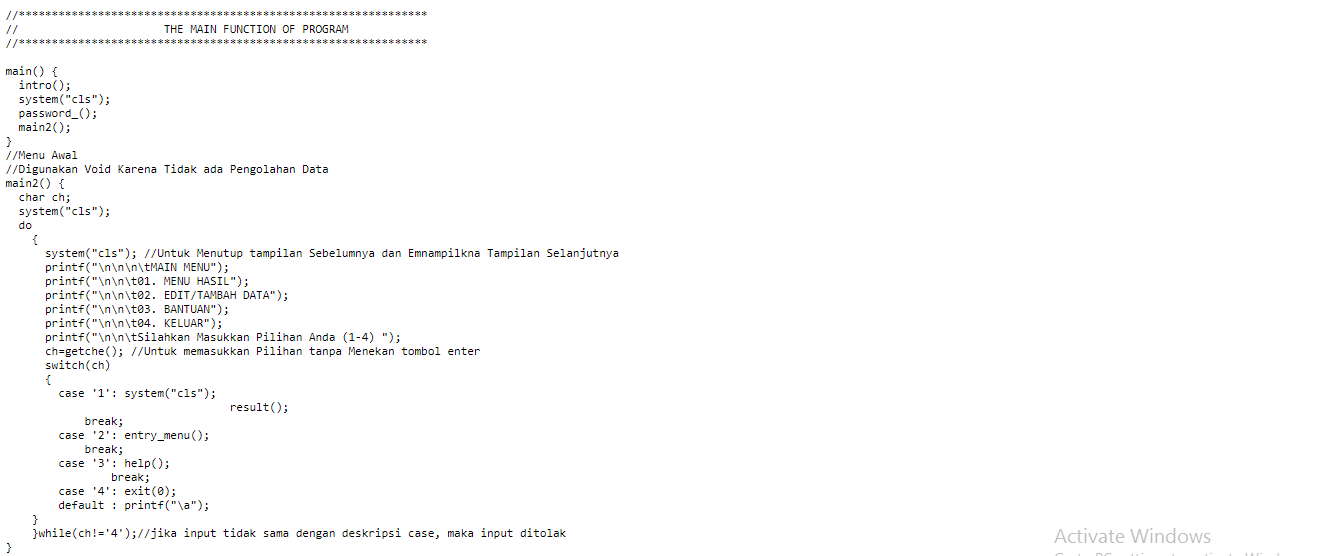 //**************************************************************
// THE MAIN FUNCTION OF PROGRAM
//**************************************************************
main() {
intro();
system("cls");
password_();
main2();
}
//Menu Awal
//Digunakan Void Karena Tidak ada Pengolahan Data
main2() {
char ch;
system("cls");
do
{
system("cls"); //Untuk Menutup tampilan Sebelumnya dan Emnampilkna Tampilan Selanjutnya
printf("\n\n\n\tMAIN MENU");
printf("\n\n\t01. MENU HASIL");
printf("\n\n\t02. EDIT/TAMBAH DATA");
printf("\n\n\t03. BANTUAN");
printf("\n\n\t04. KELUAR");
printf("\n\n\tSilahkan Masukkan Pilihan Anda (1-4) ");
ch=getche(); //Untuk memasukkan Pilihan tanpa Menekan tombol enter
switch(ch)
{
case '1': system("cls");
result();
break;
case '2': entry_menu();
break;
case '3': help();
break;
case '4': exit(0);
default : printf("\a");
}
}while(ch!='4');//jika input tidak sama dengan deskripsi case, maka input ditolak
}
Activate Windows